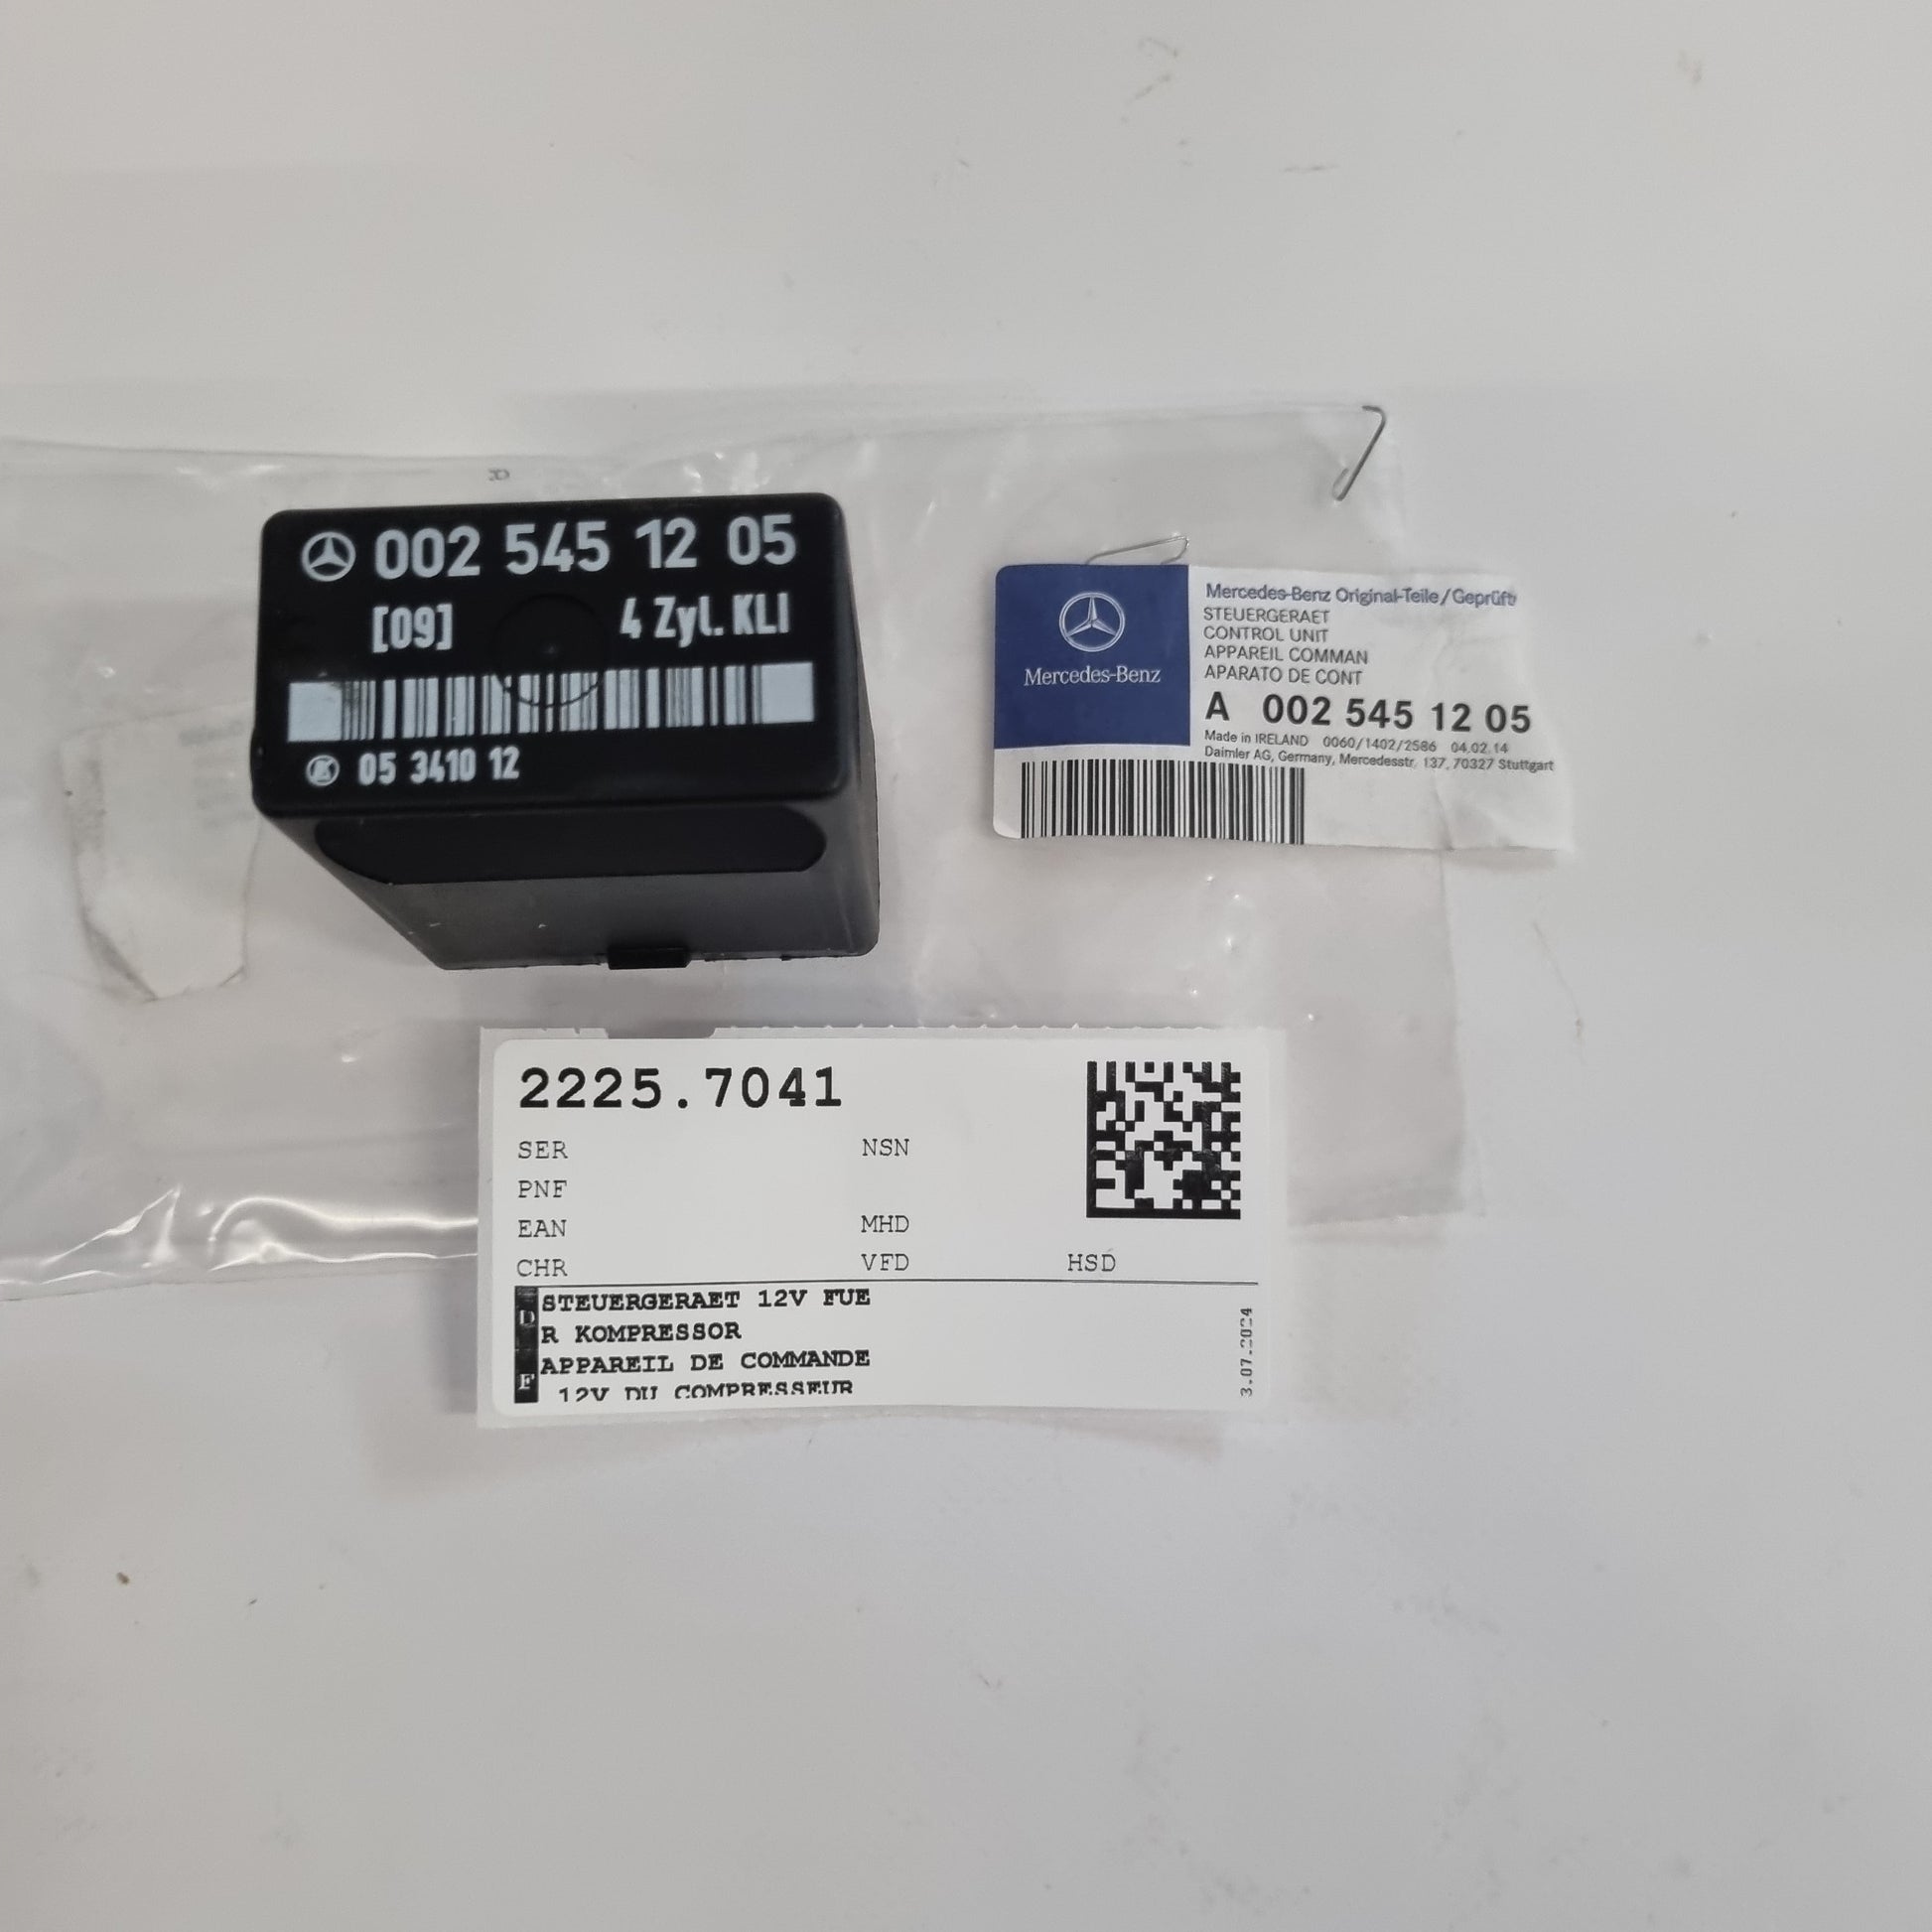 002 545 12 05
[09] 4 Zyl. KLI
05 3410 12
Mercedes-Benz
Mercedes-Benz Original-Teile/Geprüft
STEUERGERAET
CONTROL UNIT
APPAREIL COMMAN
APARATO DE CONT
A 002 545 12 05
Made in IRELAND 0060/1402/2586 04.02.14
Daimler AG, Germany, Mercedesstr. 137, 70327 Stuttgart
2225.7041
SER NSN
PNF
EAN MHD
CHR VFD HSD
D STEUERGERAET 12V FUE
R KOMPRESSOR
F APPAREIL DE COMMANDE
12V DU COMPRESSEUR
3.07.2024